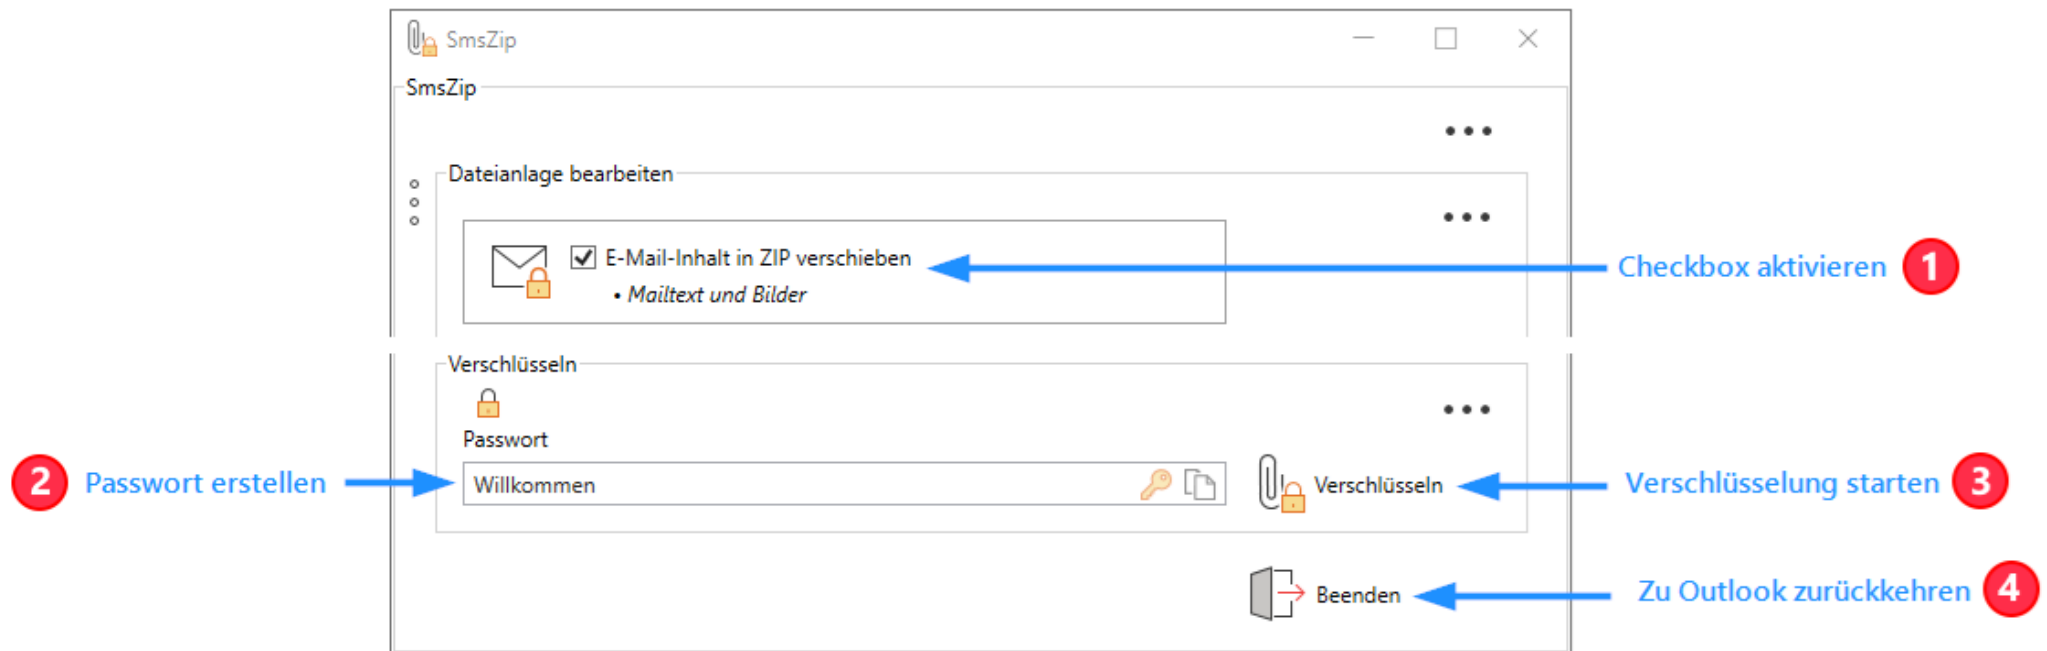 SmsZip
SmsZip
Dateianlage bearbeiten
E-Mail-Inhalt in ZIP verschieben
• Mailtext und Bilder
Checkbox aktivieren 1
Verschlüsseln
Passwort
2 Passwort erstellen
Willkommen
Verschlüsseln
Verschlüsselung starten 3
Beenden
Zu Outlook zurückkehren 4